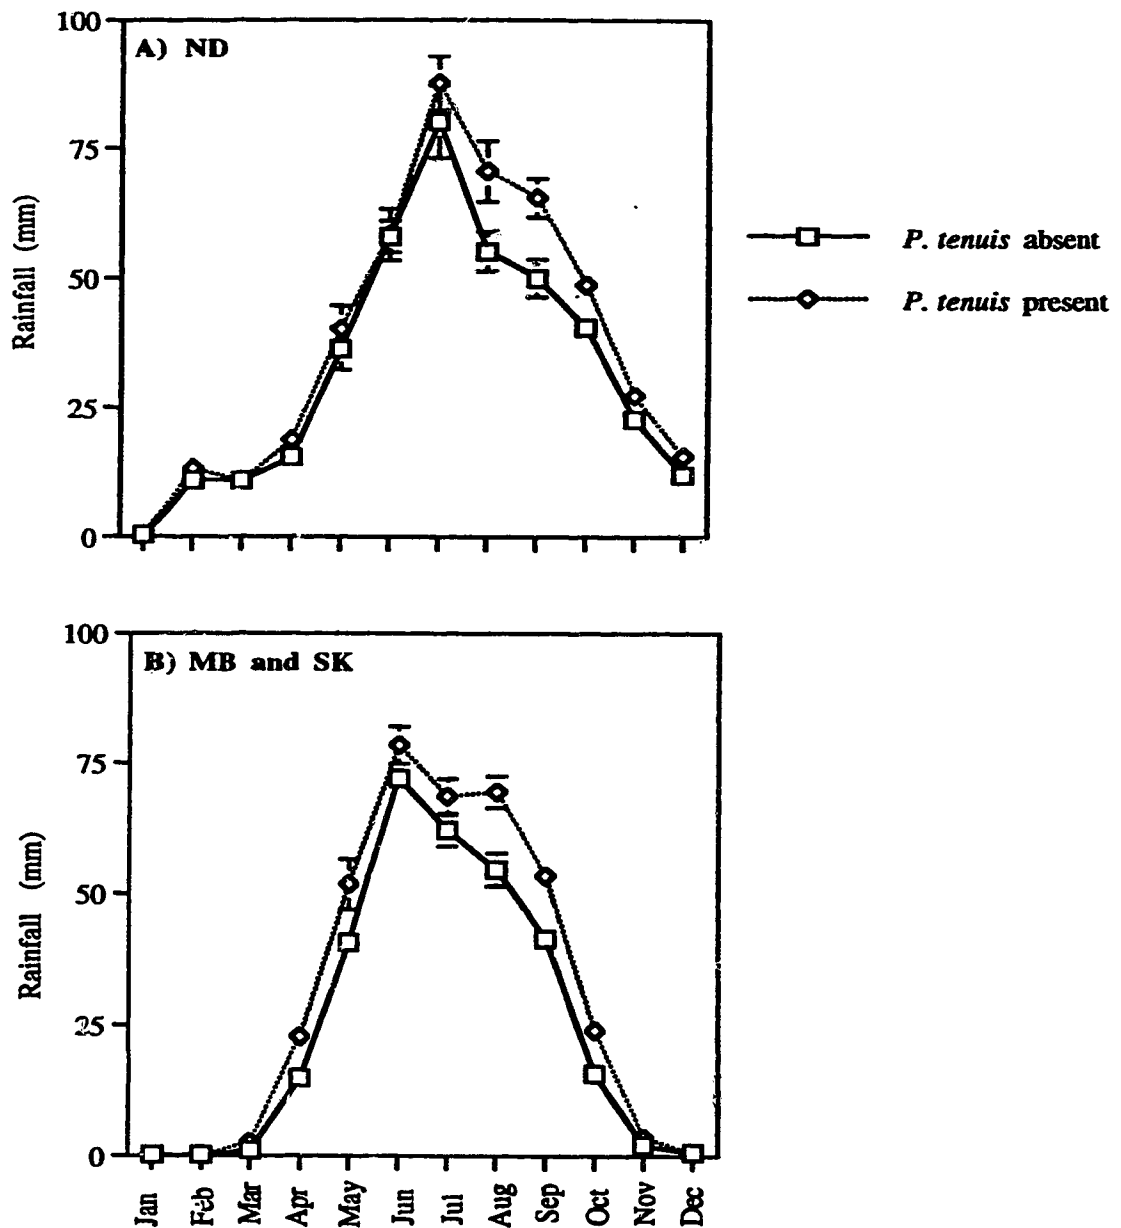 100
A) ND
75
50
25
0
Rainfall (mm)
P. tenuis absent
P. tenuis present
100
B) MB and SK
75
50
25
0
Rainfall (mm)
Jan
Feb
Mar
Apr
May
Jun
Jul
Aug
Sep
Oct
Nov
Dec